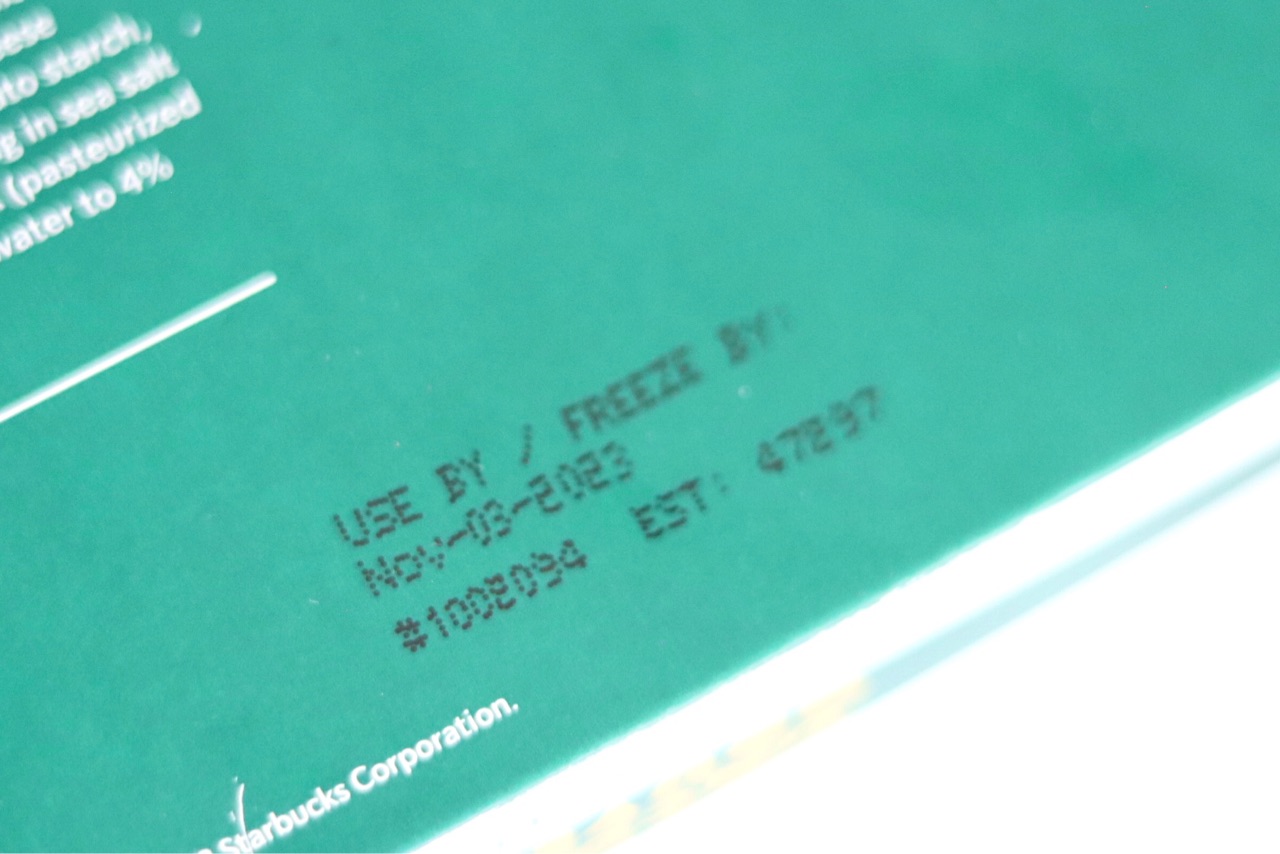 to starch,
in sea salt
(pasteurized
water to 4%
USE BY / FREEZE BY:
NOV-03-2023
#1008094 EST: 47897
Starbucks Corporation.